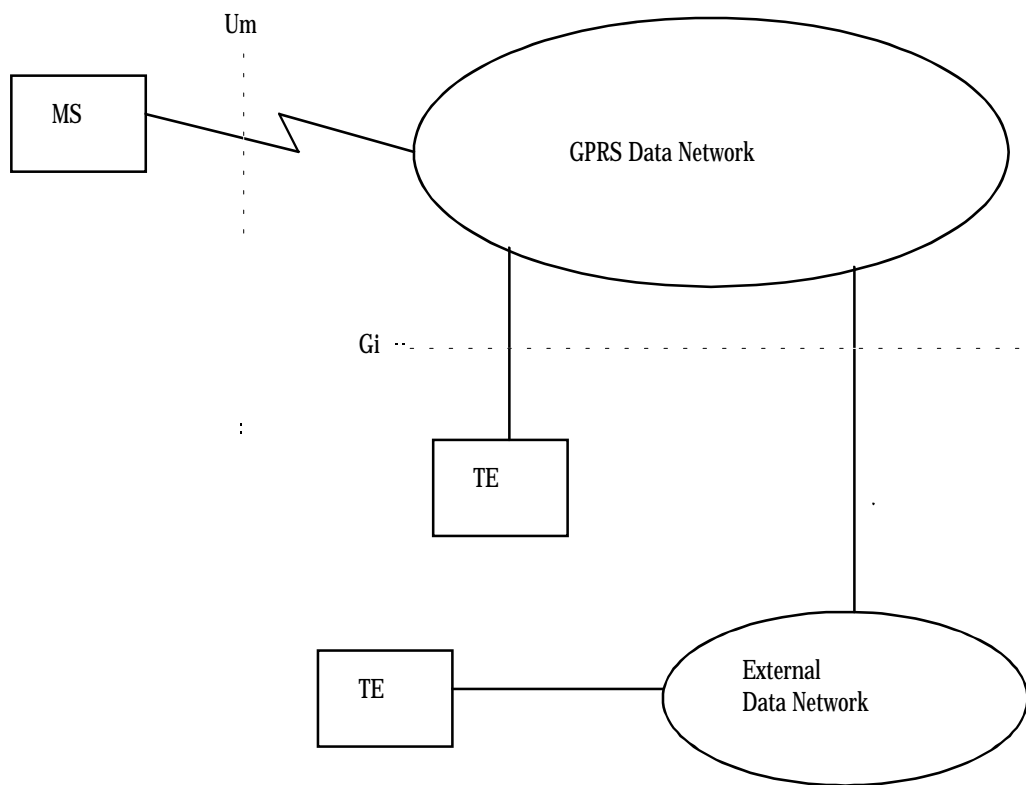 Um
MS
GPRS Data Network
Gi
TE
TE
External
Data Network